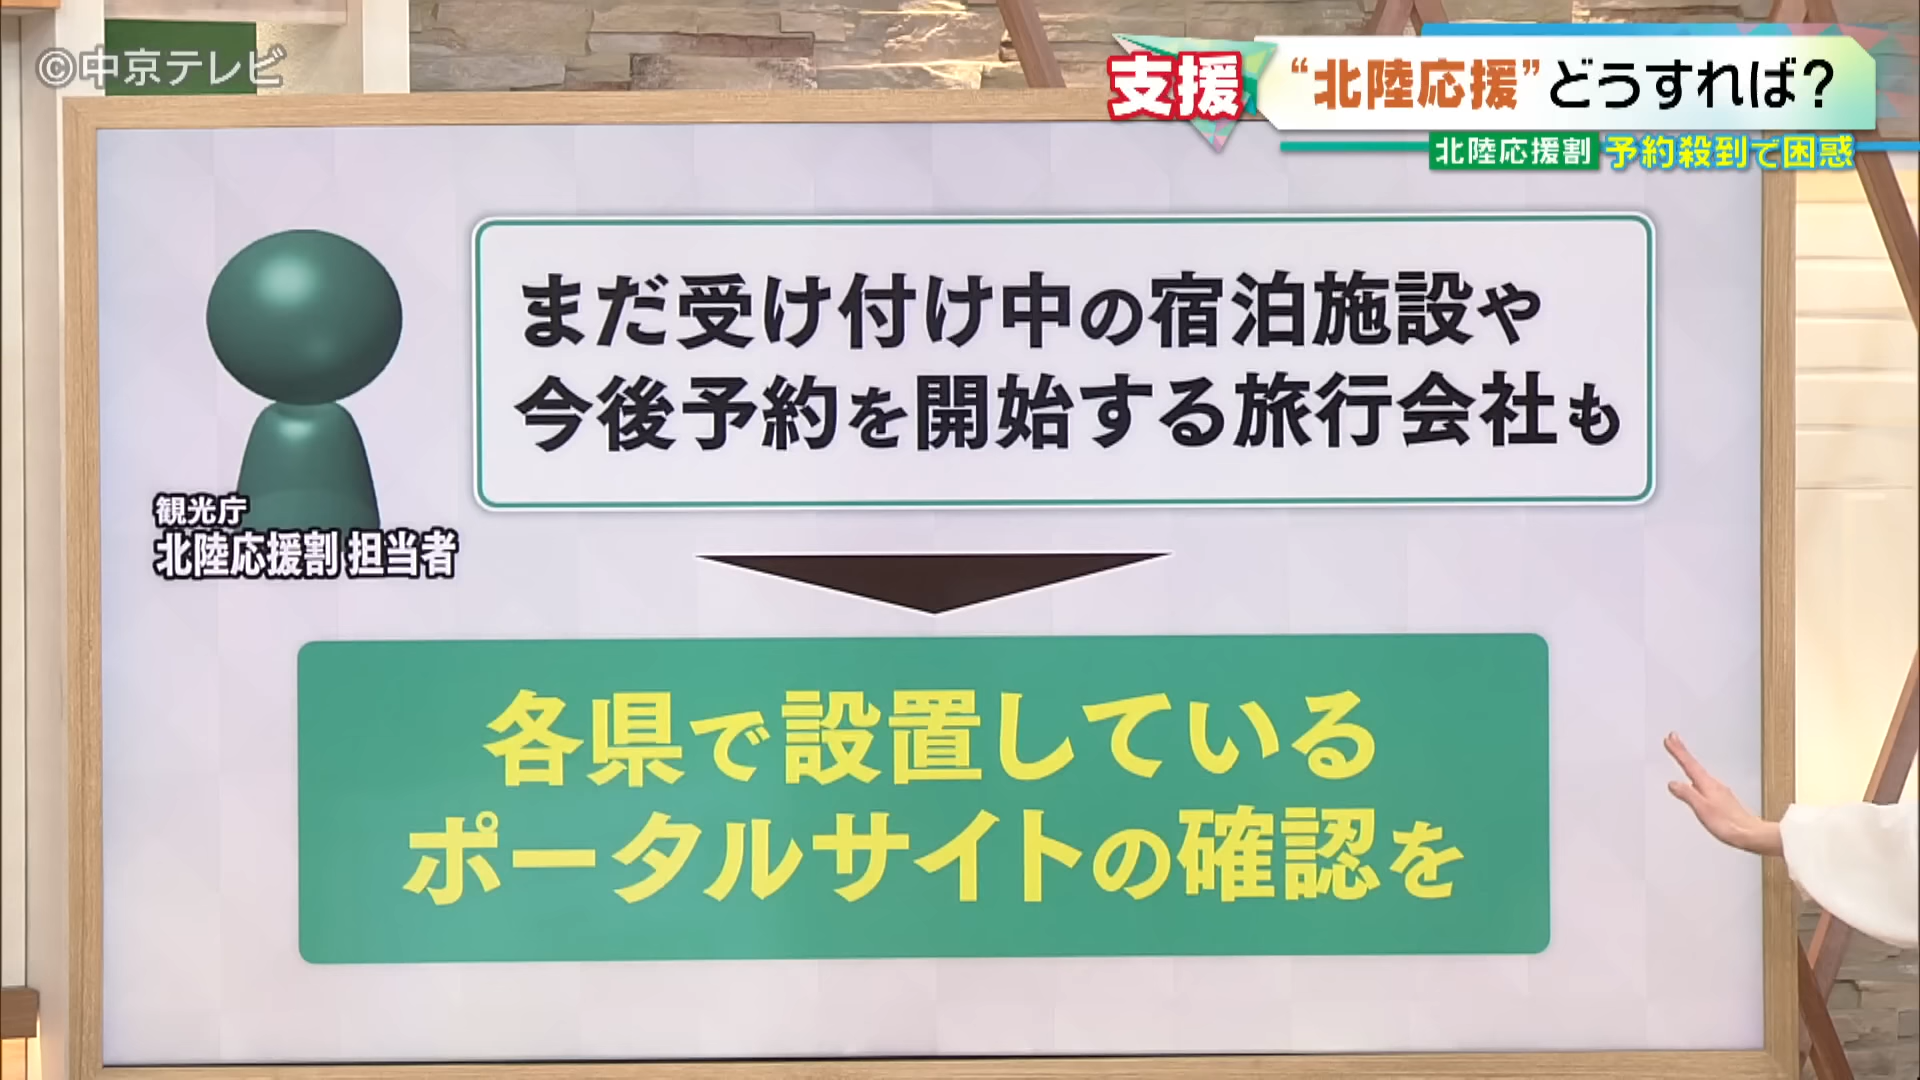 ©中京テレビ
支援
“北陸応援”どうすれば？
北陸応援割 予約殺到で困惑
まだ受け付け中の宿泊施設や
今後予約を開始する旅行会社も
観光庁
北陸応援割 担当者
各県で設置している
ポータルサイトの確認を